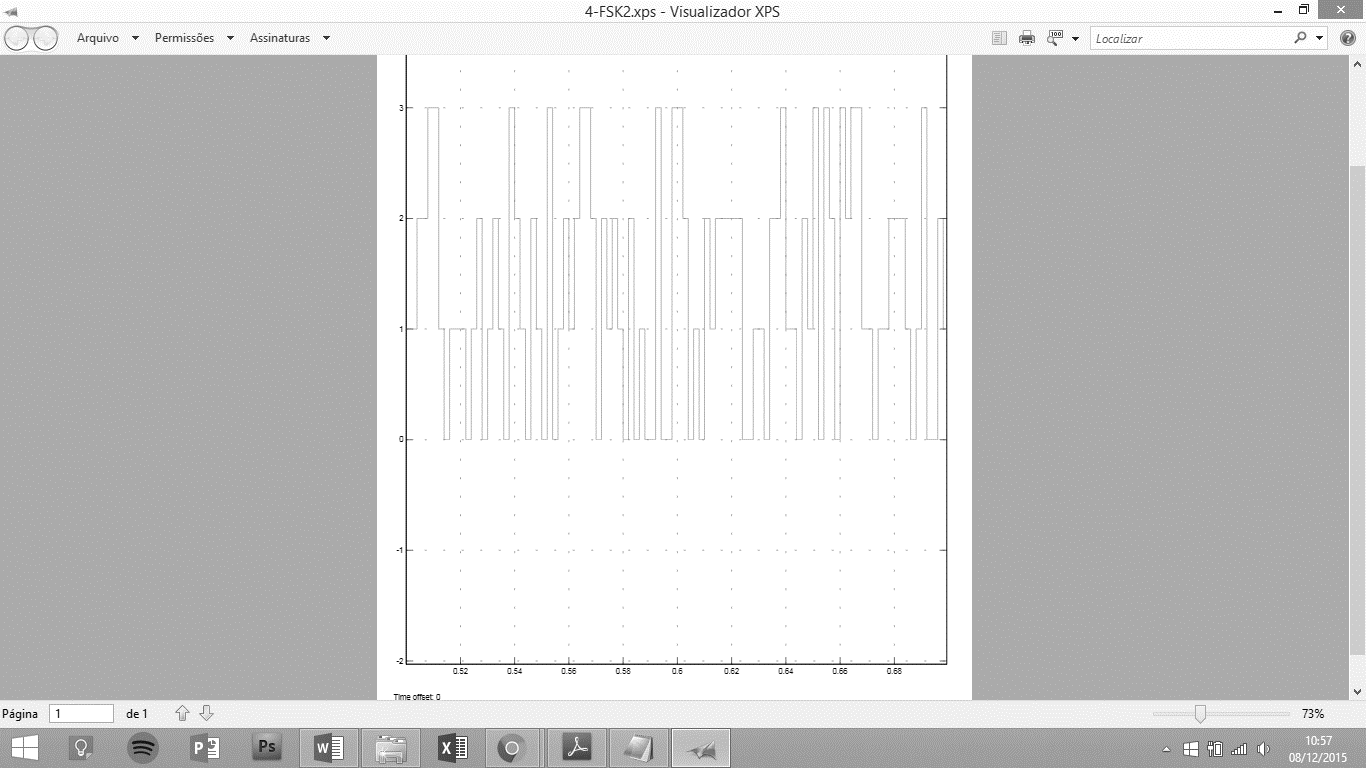 4-FSK2.xps - Visualizador XPS
Arquivo Permissões Assinaturas
100
Localizar
3
2
1
0
-1
-2
0.52 0.54 0.56 0.58 0.6 0.62 0.64 0.66 0.68
Time offset: 0
Página 1 de 1
73%
Ps
10:57
08/12/2015